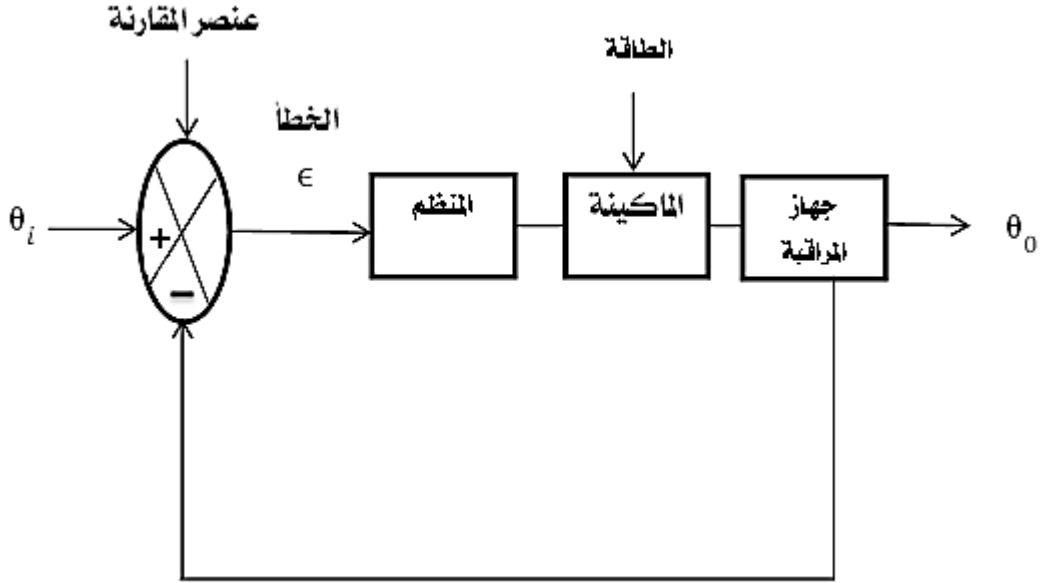 عنصر المقارنة
الطاقة
الخطأ
ϵ
θi
+
−
المنظم
الماكينة
جهاز
المراقبة
θ0